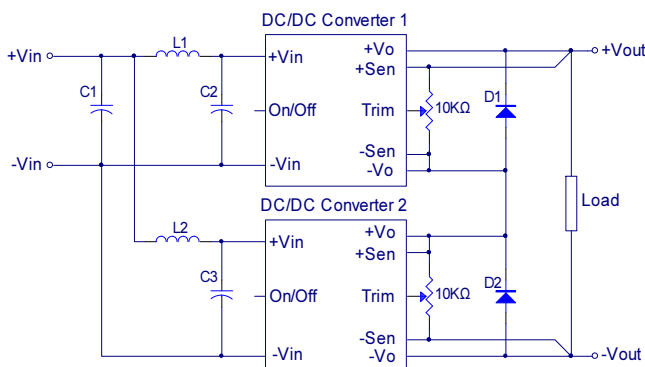 DC/DC Converter 1
+Vin
L1
+Vin
+Vo
+Vout
+Sen
C1
C2
D1
On/Off
Trim
10KΩ
-Sen
-Vin
-Vin
-Vo
Load
DC/DC Converter 2
L2
+Vin
+Vo
+Sen
C3
D2
On/Off
Trim
10KΩ
-Sen
-Vin
-Vo
-Vout